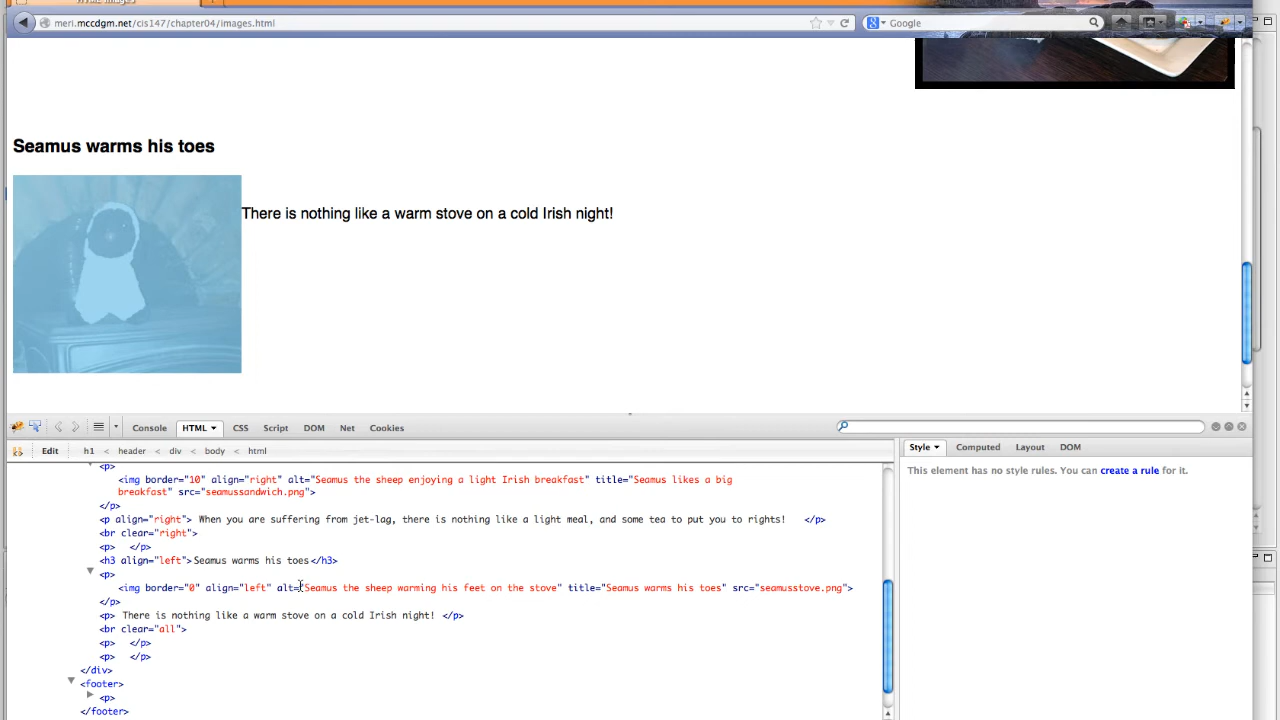 meri.mccdgm.net/cis147/chapter04/images.html
Google
Seamus warms his toes
There is nothing like a warm stove on a cold Irish night!
Console HTML CSS Script DOM Net Cookies
Edit h1 < header < div < body < html
Style Computed Layout DOM
This element has no style rules. You can create a rule for it.
<p>
<img border="10" align="right" alt="Seamus the sheep enjoying a light Irish breakfast" title="Seamus likes a big
breakfast" src="seamussandwich.png">
</p>
<p align="right"> When you are suffering from jet-lag, there is nothing like a light meal, and some tea to put you to rights! </p>
<br clear="right">
<p> </p>
<h3 align="left"> Seamus warms his toes</h3>
<p>
<img border="0" align="left" alt="Seamus the sheep warming his feet on the stove" title="Seamus warms his toes" src="seamusstove.png">
</p>
<p> There is nothing like a warm stove on a cold Irish night! </p>
<br clear="all">
<p> </p>
<p> </p>
</div>
<footer>
<p>
</footer>